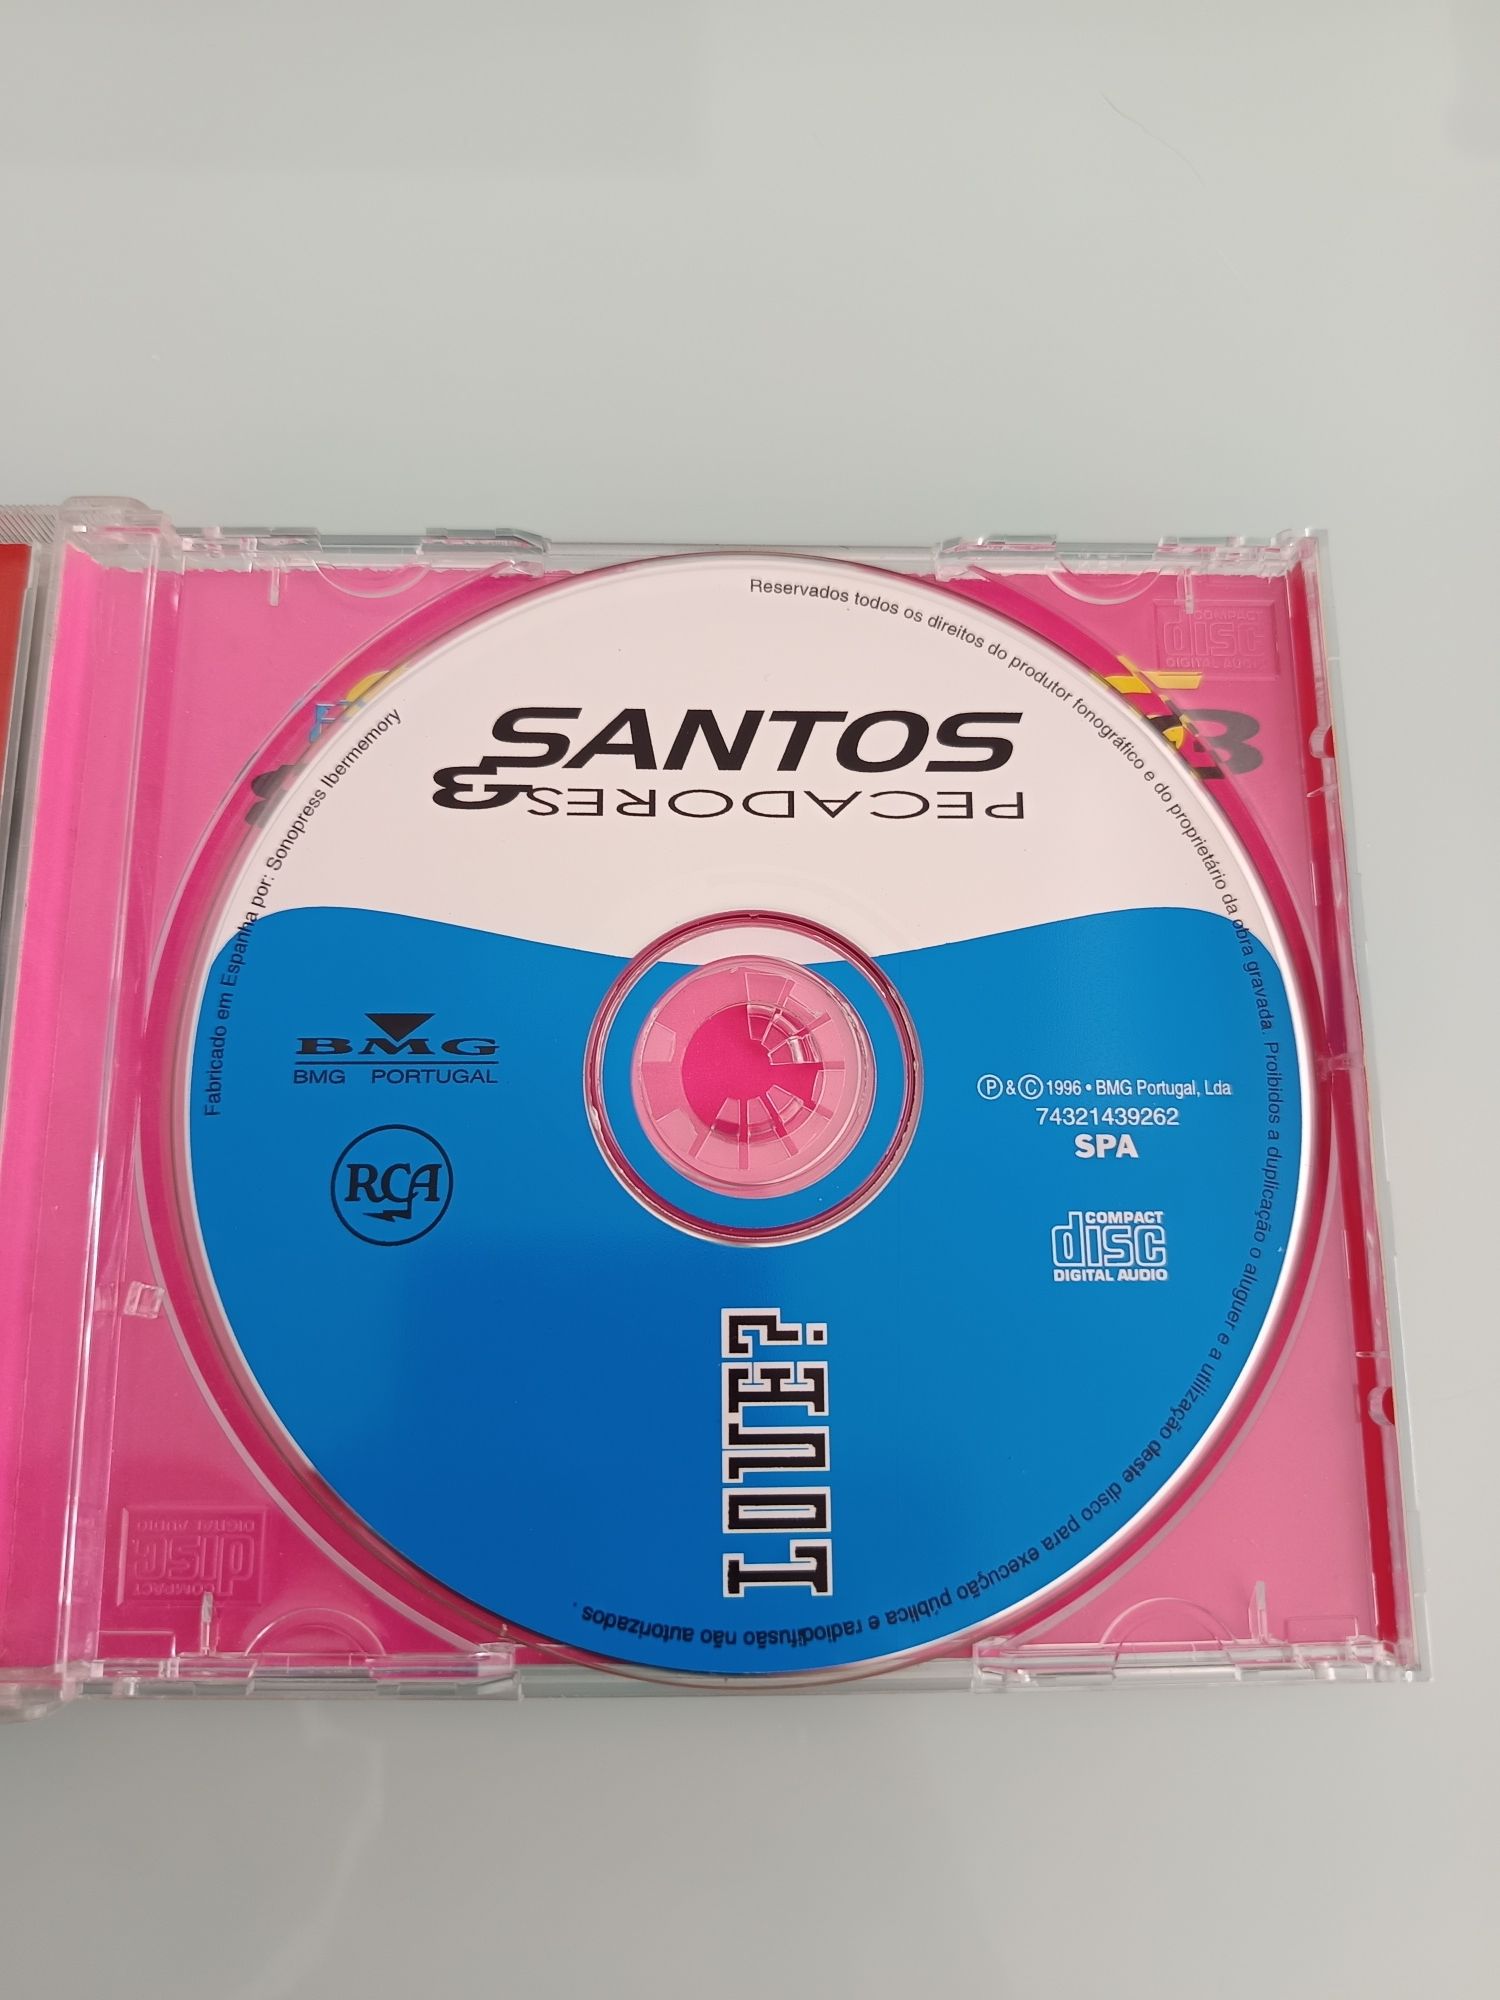 Reservados todos os direitos do produtor fonográfico e do proprietário da obra gravada. Proibidos a duplicação o aluguer e a utilização deste disco para execução pública e radiodifusão não autorizados.
SANTOS
& PECADORES
Fabricado em Espanha por: Sonopress Ibermemory
BMG
BMG PORTUGAL
RCA
Ⓟ & Ⓒ 1996 • BMG Portugal, Lda
74321439262
SPA
COMPACT
disc
DIGITAL AUDIO
LOVE?
COMPACT
disc
DIGITAL AUDIO
COMPACT
disc
DIGITAL AUDIO